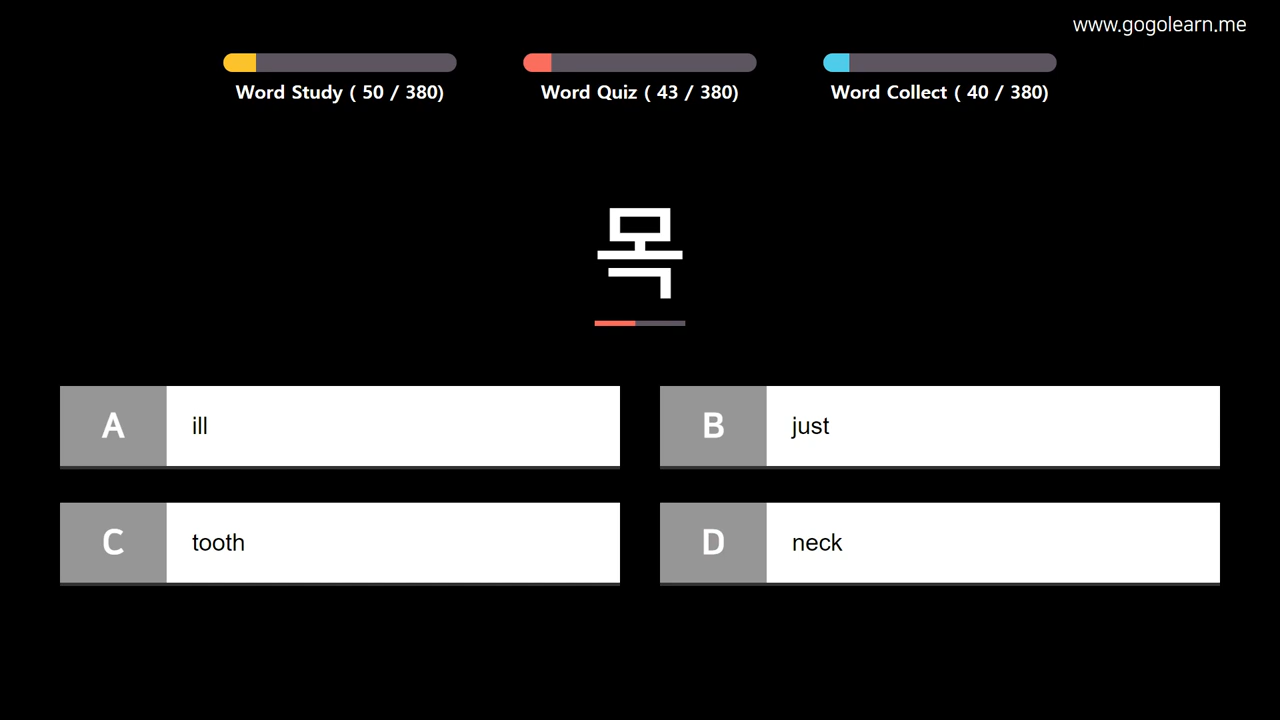 www.gogolearn.me
Word Study ( 50 / 380)
Word Quiz ( 43 / 380)
Word Collect ( 40 / 380)
목
A ill
B just
C tooth
D neck